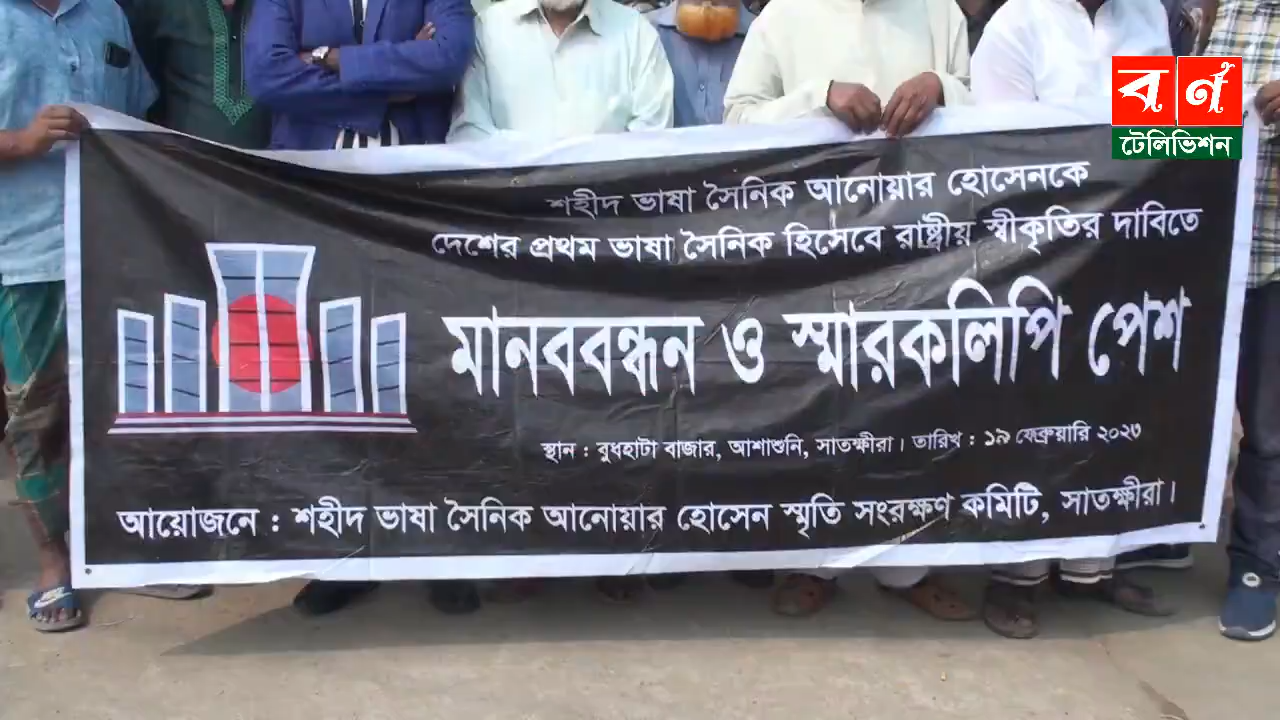 বর্ণ
টেলিভিশন
শহীদ ভাষা সৈনিক আনোয়ার হোসেনকে
দেশের প্রথম ভাষা সৈনিক হিসেবে রাষ্ট্রীয় স্বীকৃতির দাবিতে
মানববন্ধন ও স্মারকলিপি পেশ
স্থান : বুধহাটা বাজার, আশাশুনি, সাতক্ষীরা। তারিখ : ১৯ ফেব্রুয়ারি ২০২৩
আয়োজনে : শহীদ ভাষা সৈনিক আনোয়ার হোসেন স্মৃতি সংরক্ষণ কমিটি, সাতক্ষীরা।